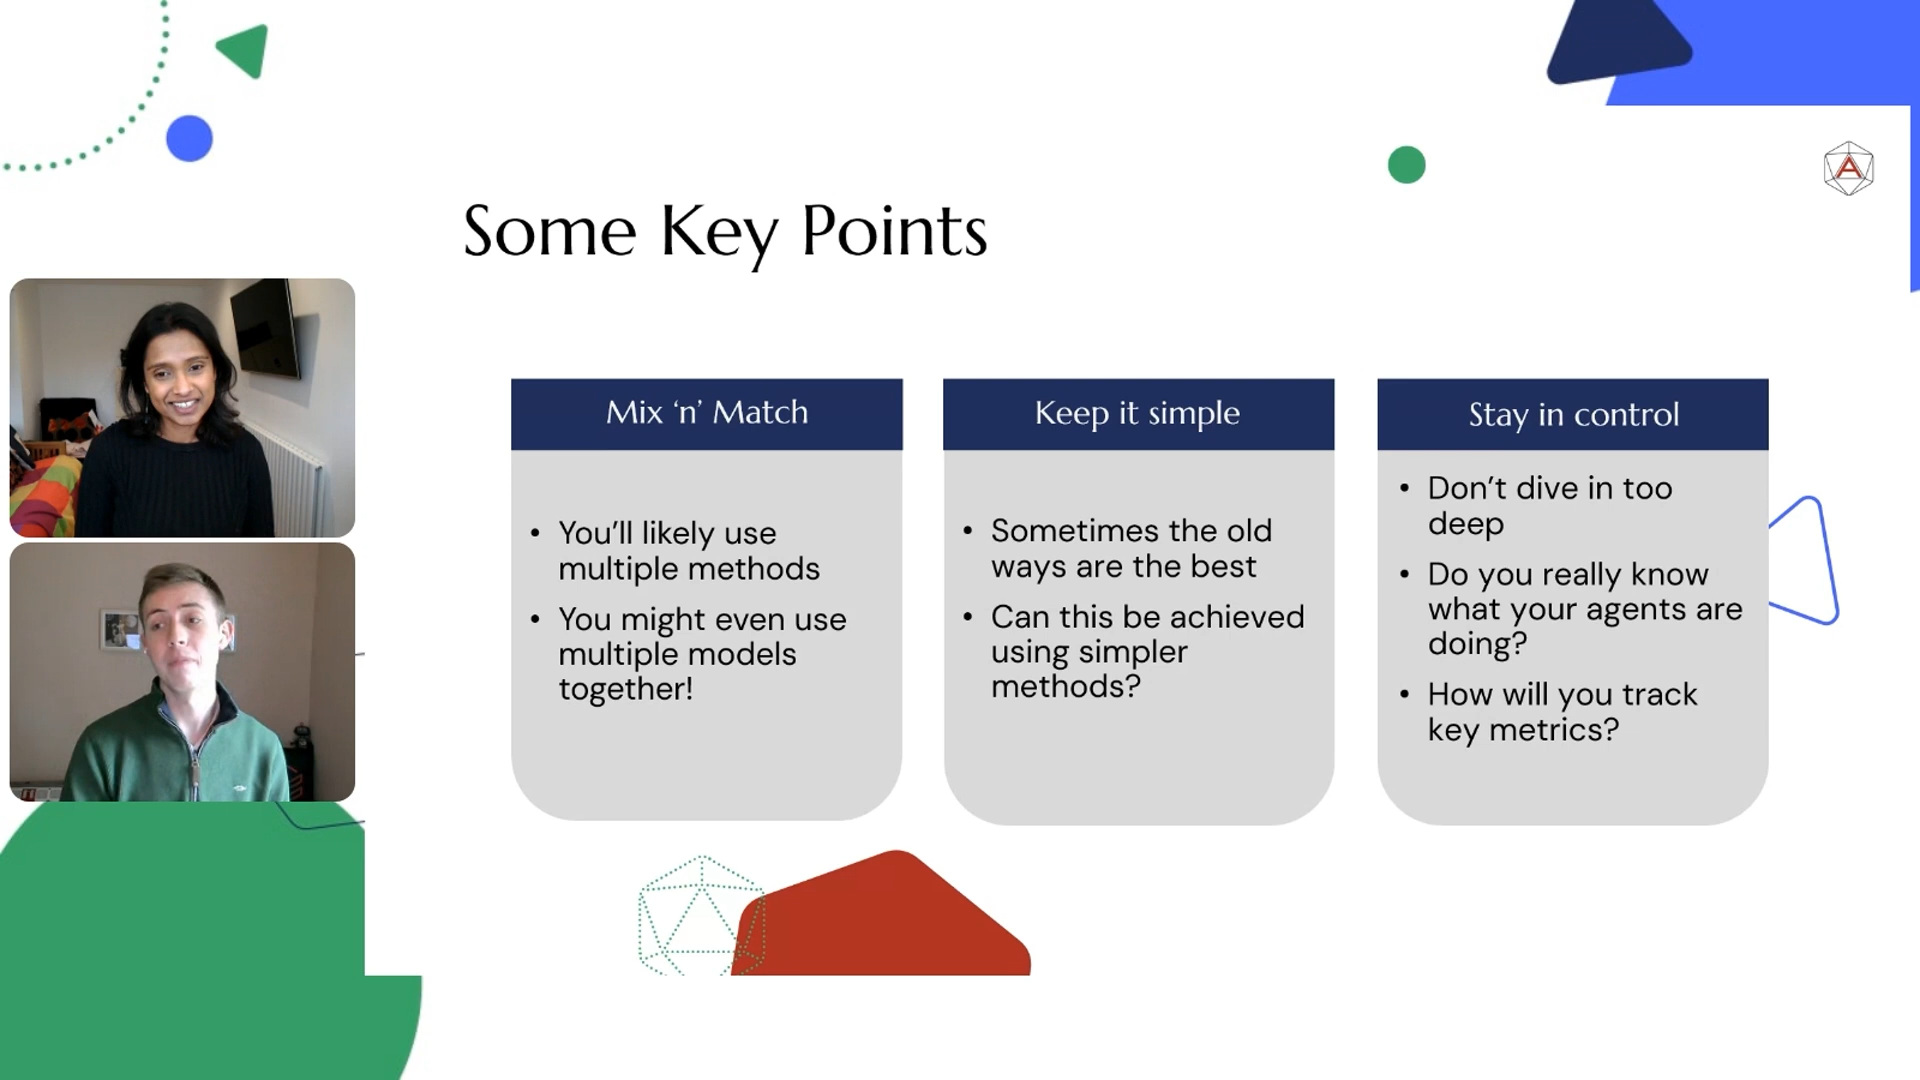 Some Key Points
Mix ‘n’ Match
You’ll likely use
multiple methods
You might even use
multiple models
together!
Keep it simple
Sometimes the old
ways are the best
Can this be achieved
using simpler
methods?
Stay in control
Don’t dive in too
deep
Do you really know
what your agents are
doing?
How will you track
key metrics?
A